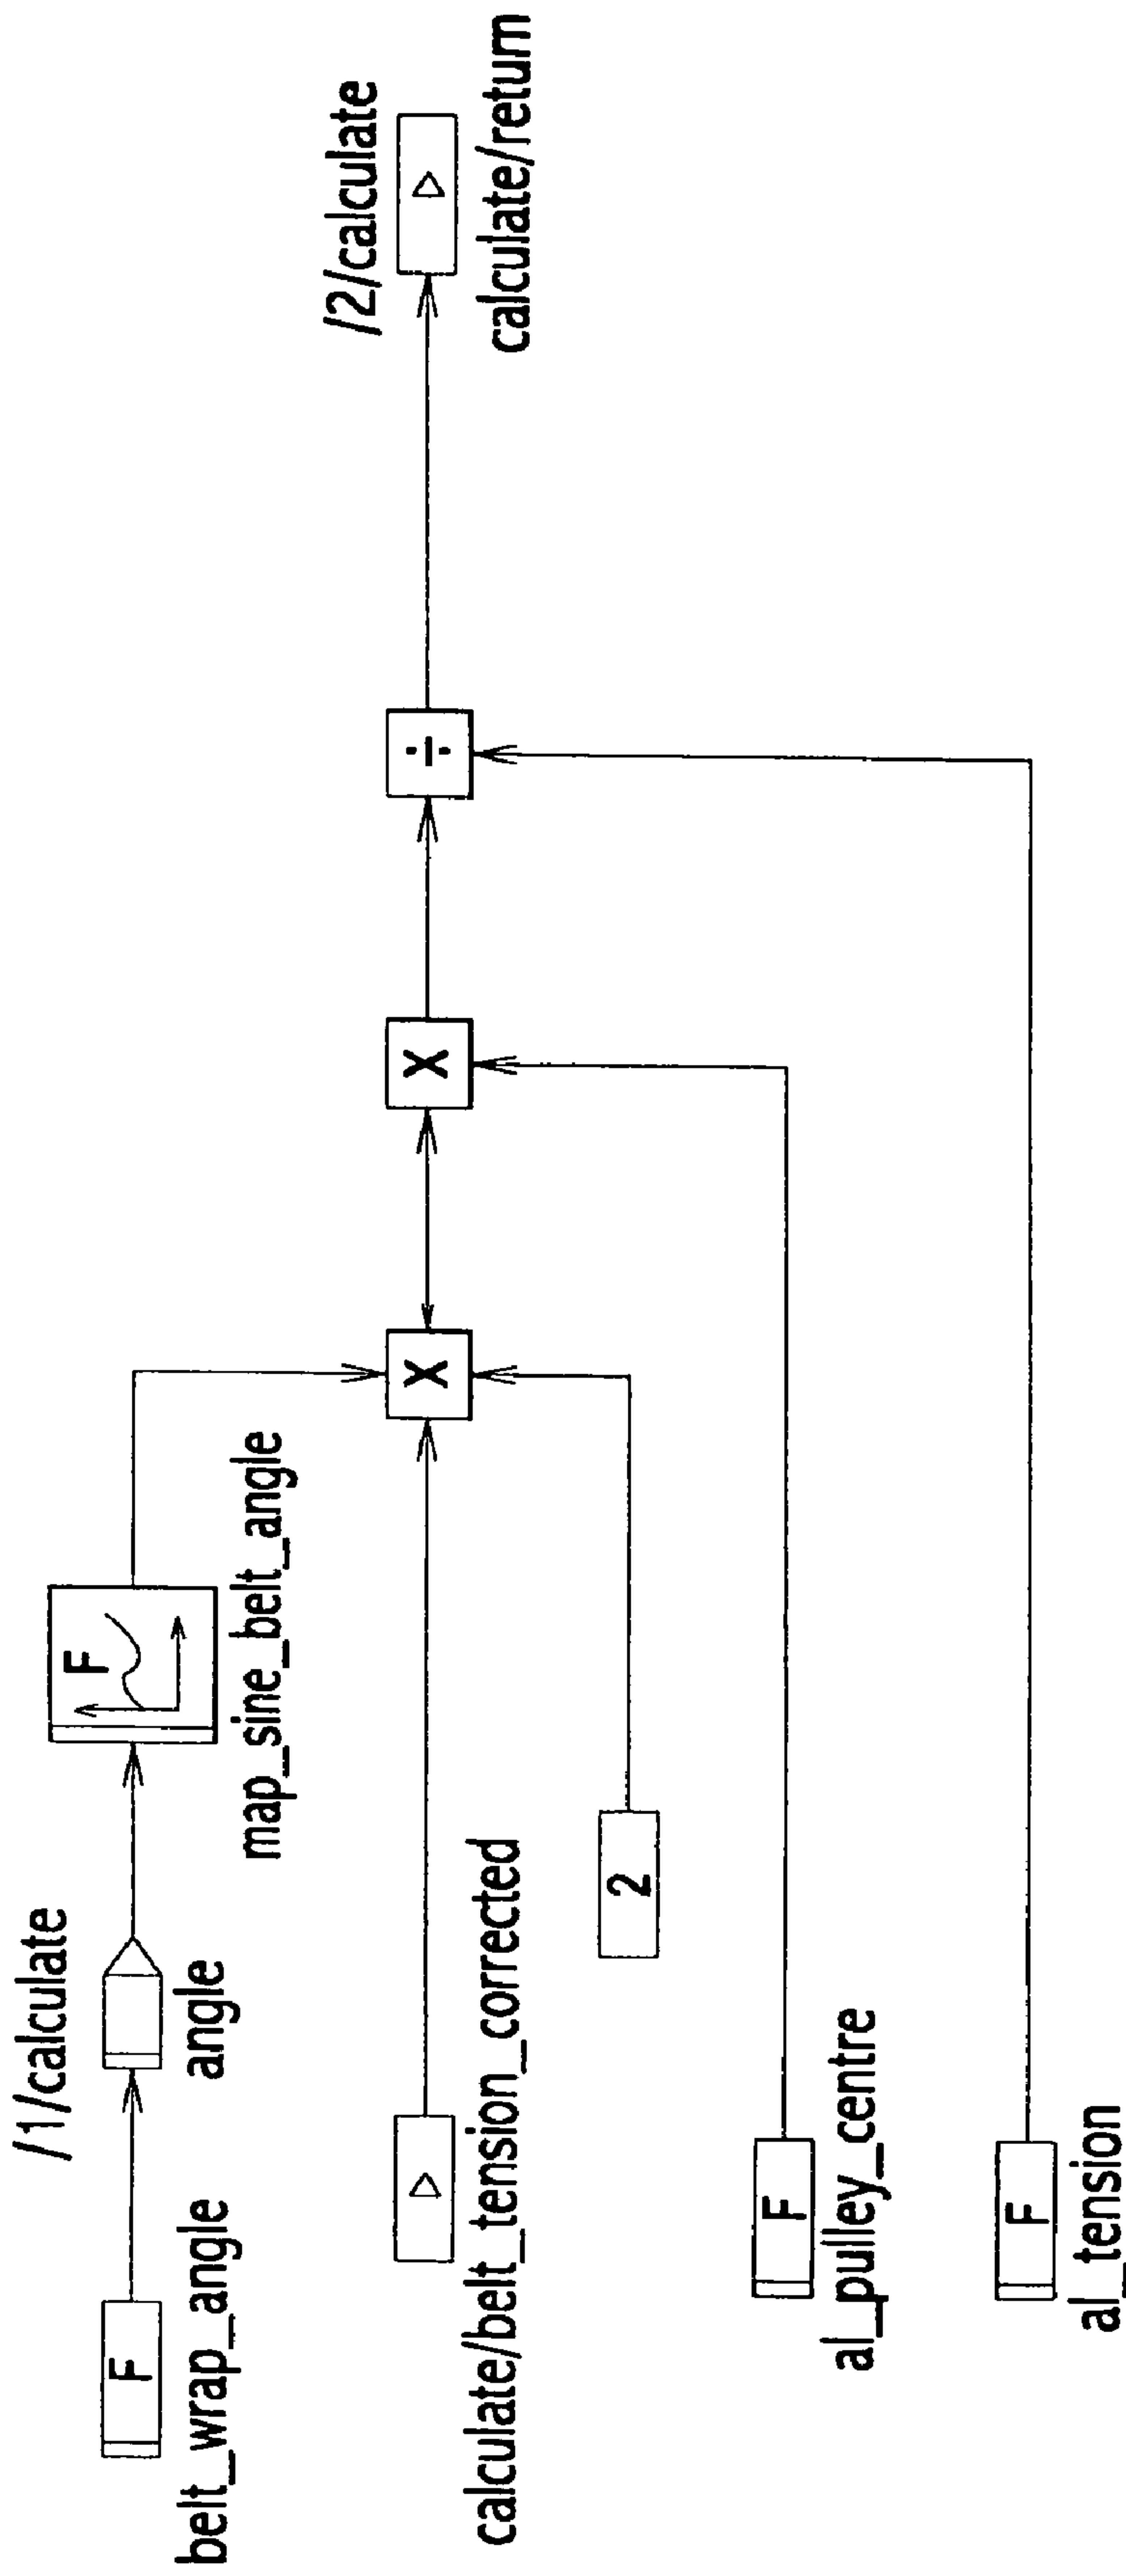 /1/calculate
F
belt_wrap_angle
angle
F
map_sine_belt_angle
/2/calculate
calculate/belt_tension_corrected
X
X
÷
calculate/return
2
F
al_pulley_centre
F
al_tension